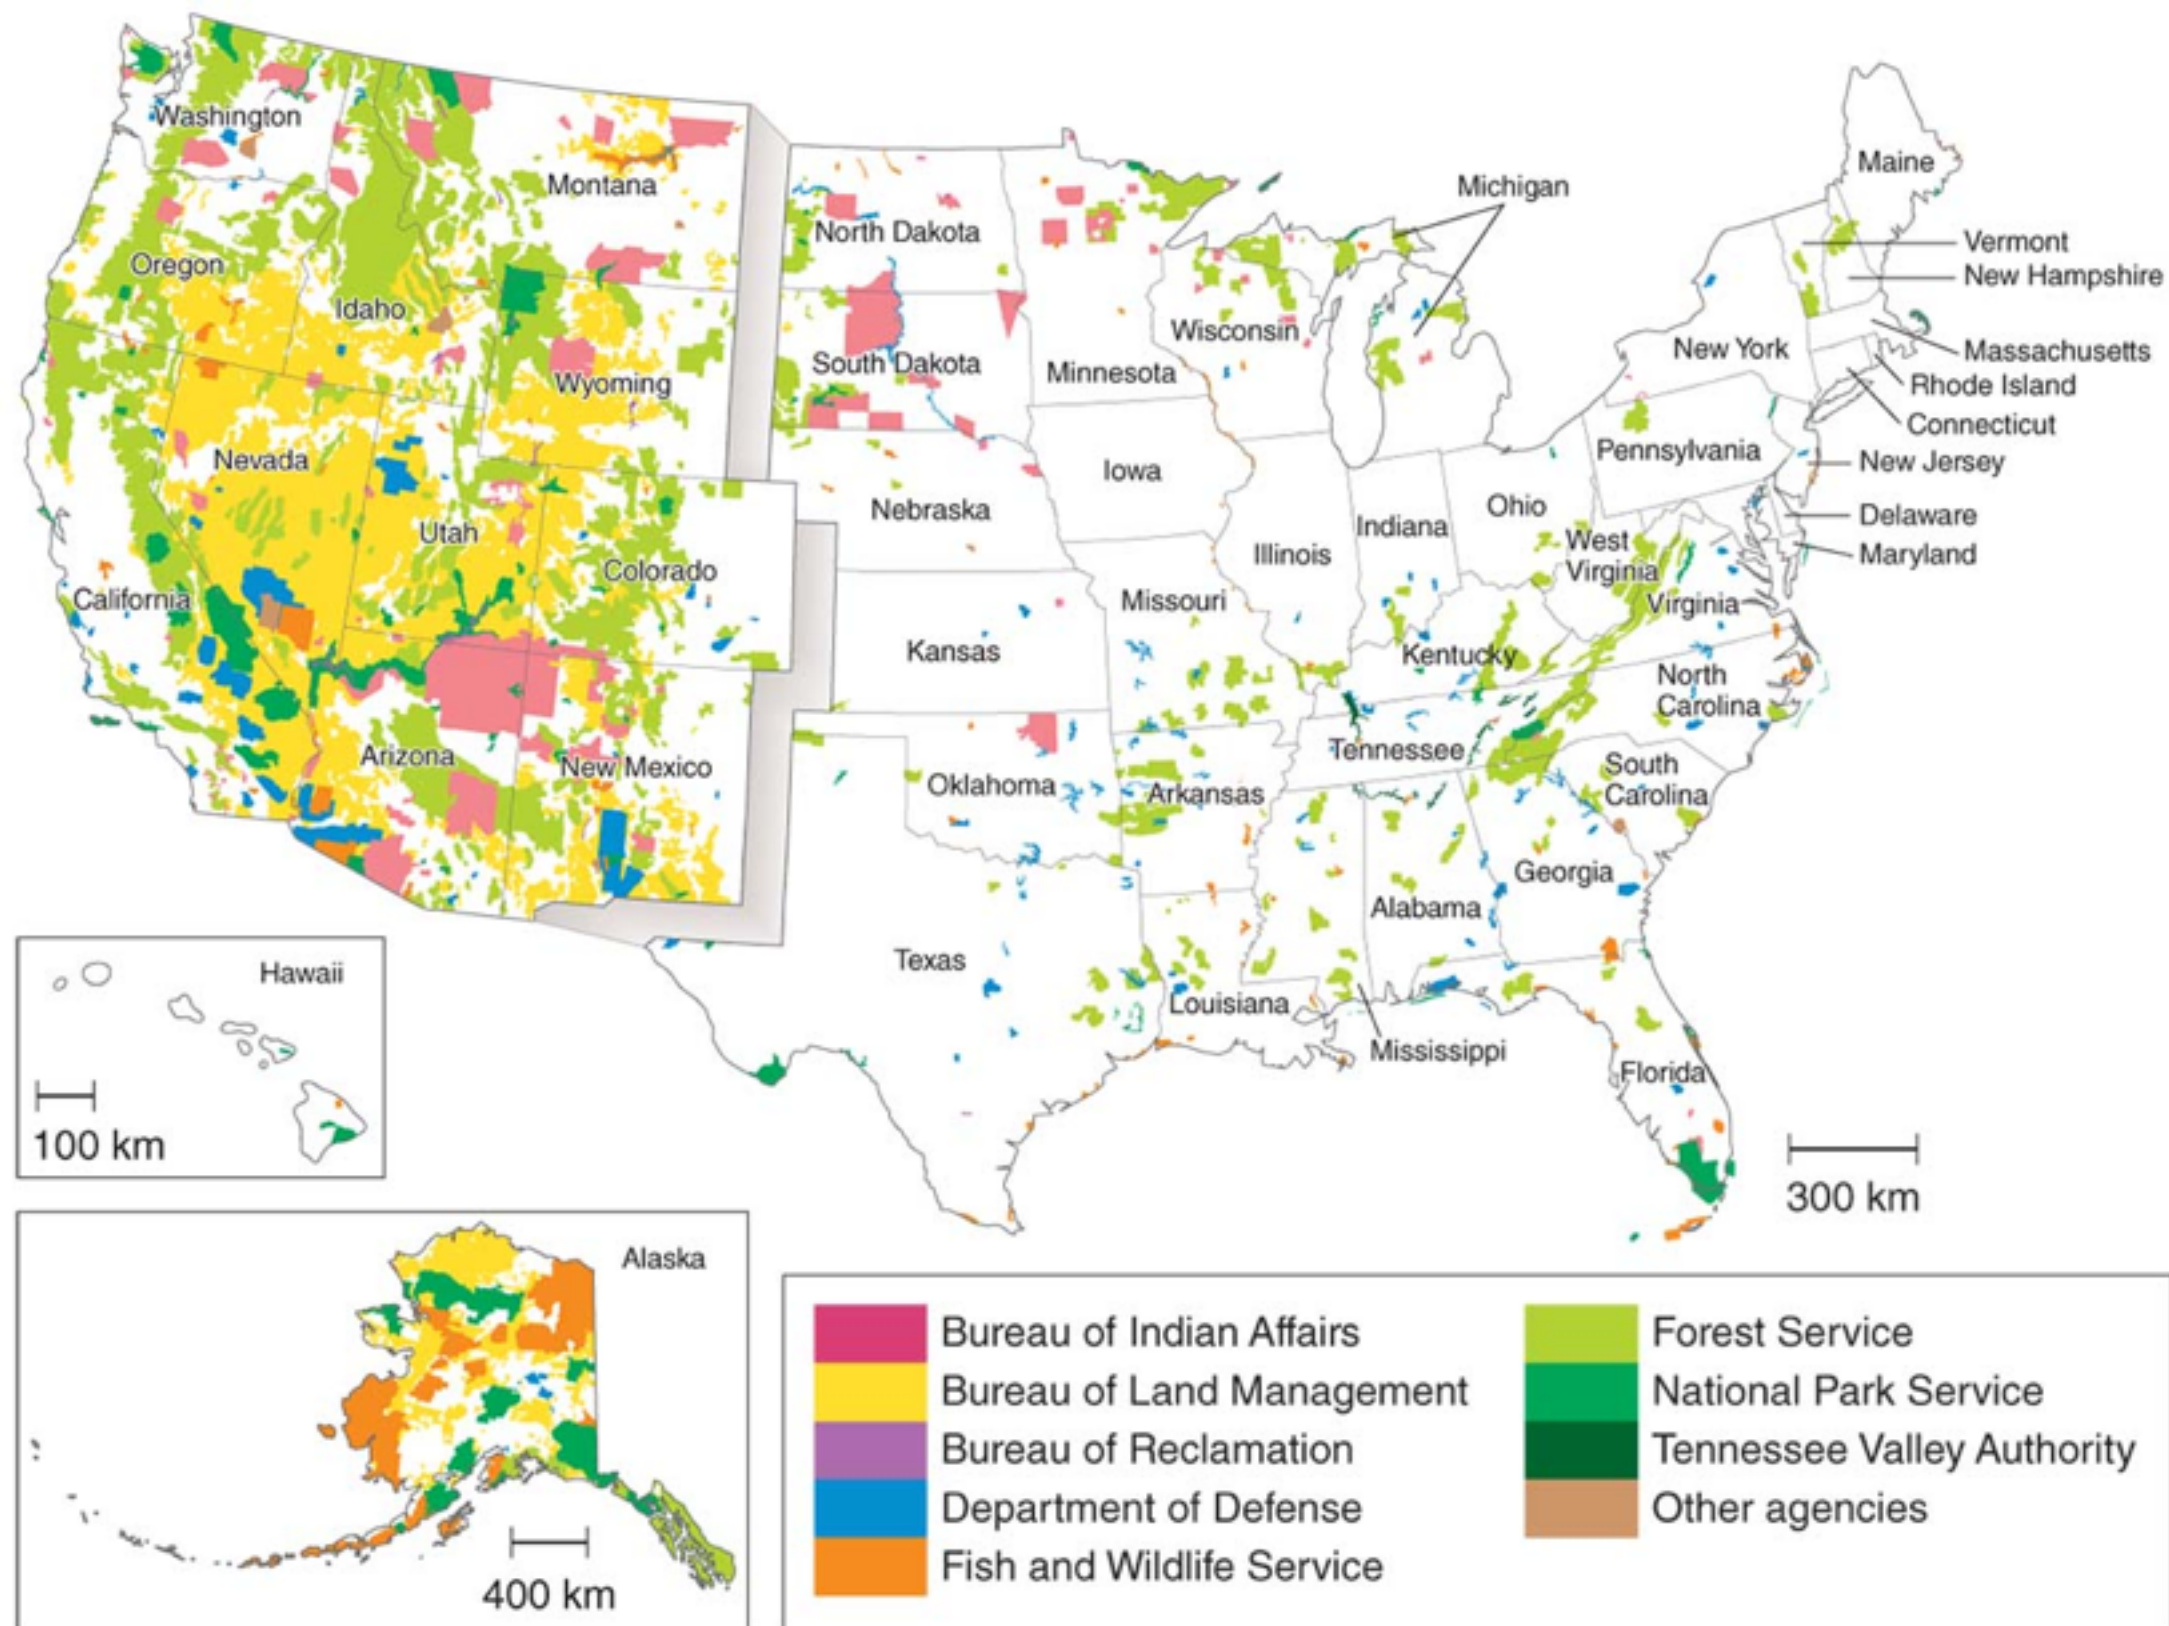 Washington
Montana
Oregon
Idaho
Wyoming
Nevada
Utah
Colorado
California
Arizona
New Mexico
North Dakota
South Dakota
Nebraska
Kansas
Oklahoma
Texas
Minnesota
Iowa
Missouri
Arkansas
Louisiana
Wisconsin
Michigan
Illinois
Indiana
Ohio
Kentucky
Tennessee
Mississippi
Alabama
Georgia
Florida
South
Carolina
North
Carolina
Virginia
West
Virginia
Pennsylvania
New York
Maine
Vermont
New Hampshire
Massachusetts
Rhode Island
Connecticut
New Jersey
Delaware
Maryland
Hawaii
100 km
Alaska
400 km
300 km
Bureau of Indian Affairs
Bureau of Land Management
Bureau of Reclamation
Department of Defense
Fish and Wildlife Service
Forest Service
National Park Service
Tennessee Valley Authority
Other agencies